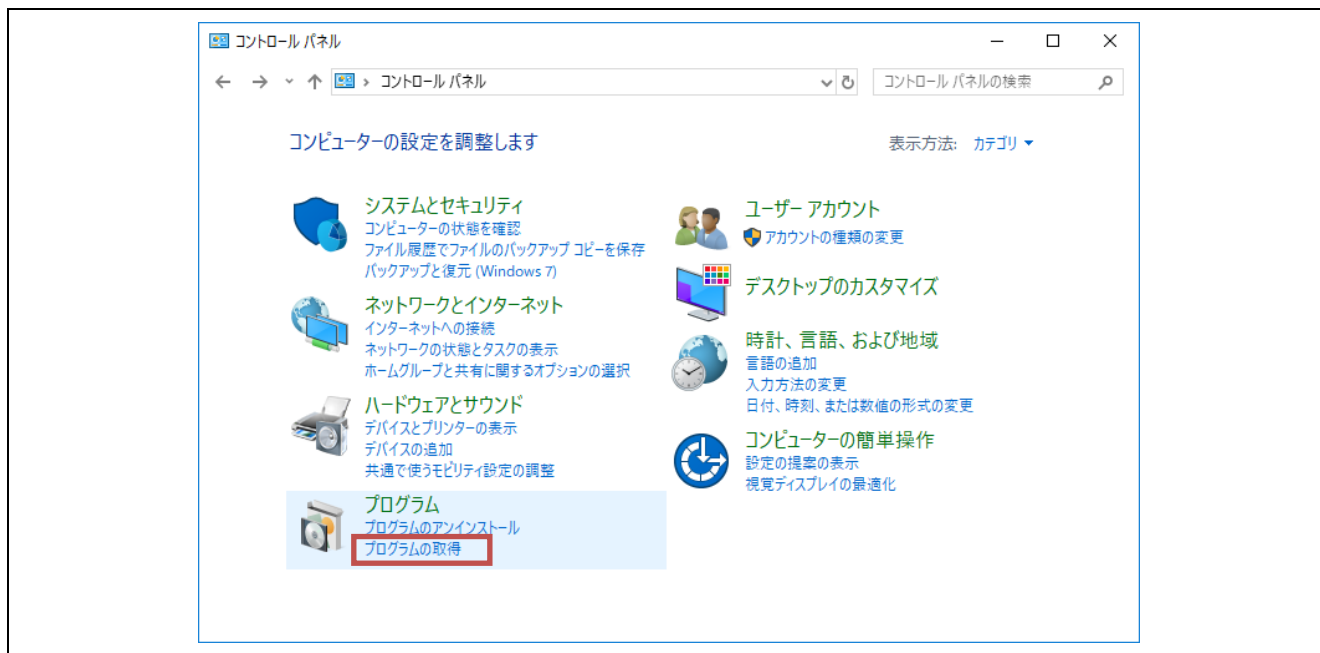 コントロール パネル
コントロール パネル
コントロール パネルの検索
コンピューターの設定を調整します
表示方法: カテゴリ
システムとセキュリティ
コンピューターの状態を確認
ファイル履歴でファイルのバックアップ コピーを保存
バックアップと復元 (Windows 7)
ネットワークとインターネット
インターネットへの接続
ネットワークの状態とタスクの表示
ホームグループと共有に関するオプションの選択
ハードウェアとサウンド
デバイスとプリンターの表示
デバイスの追加
共通で使うモビリティ設定の調整
プログラム
プログラムのアンインストール
プログラムの取得
ユーザー アカウント
アカウントの種類の変更
デスクトップのカスタマイズ
時計、言語、および地域
言語の追加
入力方法の変更
日付、時刻、または数値の形式の変更
コンピューターの簡単操作
設定の提案の表示
視覚ディスプレイの最適化